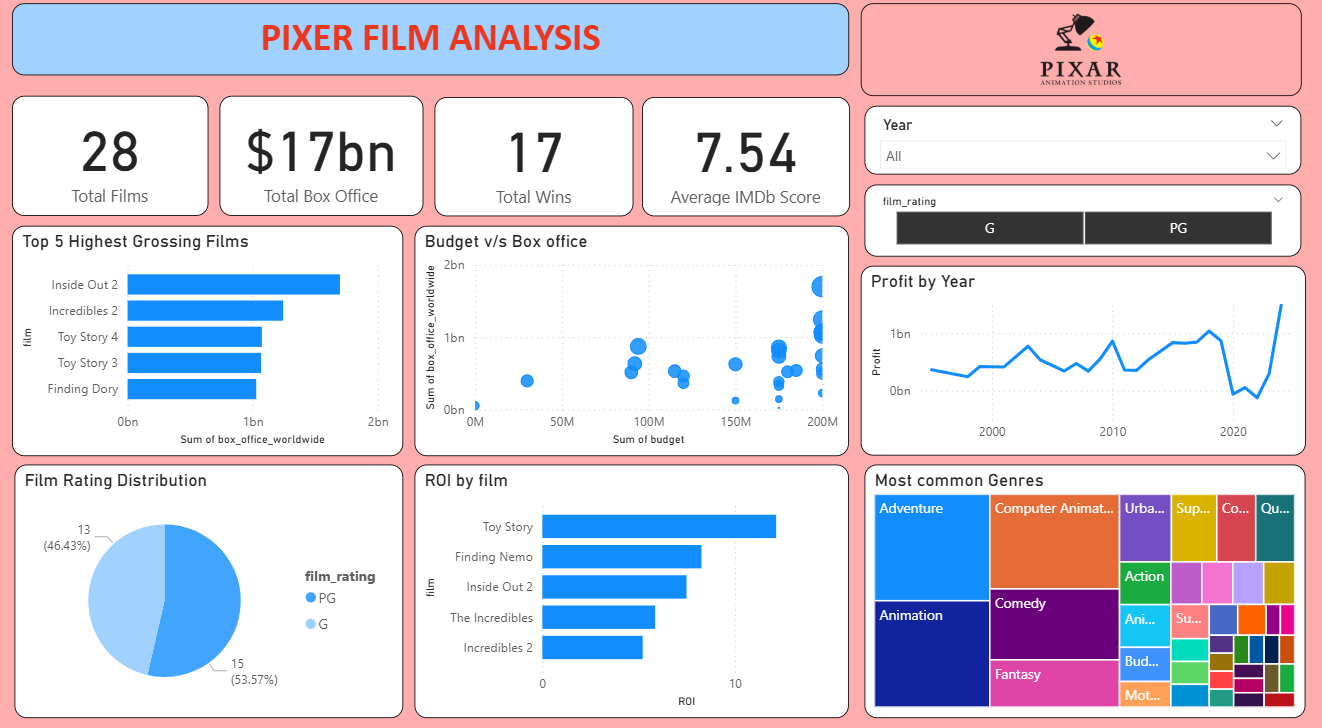 PIXER FILM ANALYSIS
PIXAR
ANIMATION STUDIOS
28
Total Films
$17bn
Total Box Office
17
Total Wins
7.54
Average IMDb Score
Year
All
film_rating
G
PG
Top 5 Highest Grossing Films
film
Inside Out 2
Incredibles 2
Toy Story 4
Toy Story 3
Finding Dory
0bn
1bn
2bn
Sum of box_office_worldwide
Budget v/s Box office
Sum of box_office_worldwide
2bn
1bn
0bn
0M
50M
100M
150M
200M
Sum of budget
Profit by Year
Profit
1bn
0bn
2000
2010
2020
Film Rating Distribution
13
(46.43%)
15
(53.57%)
film_rating
PG
G
ROI by film
film
Toy Story
Finding Nemo
Inside Out 2
The Incredibles
Incredibles 2
0
10
ROI
Most common Genres
Adventure
Animation
Computer Animat...
Comedy
Fantasy
Urba...
Action
Ani...
Bud...
Mot...
Sup...
Co...
Qu...
Su...